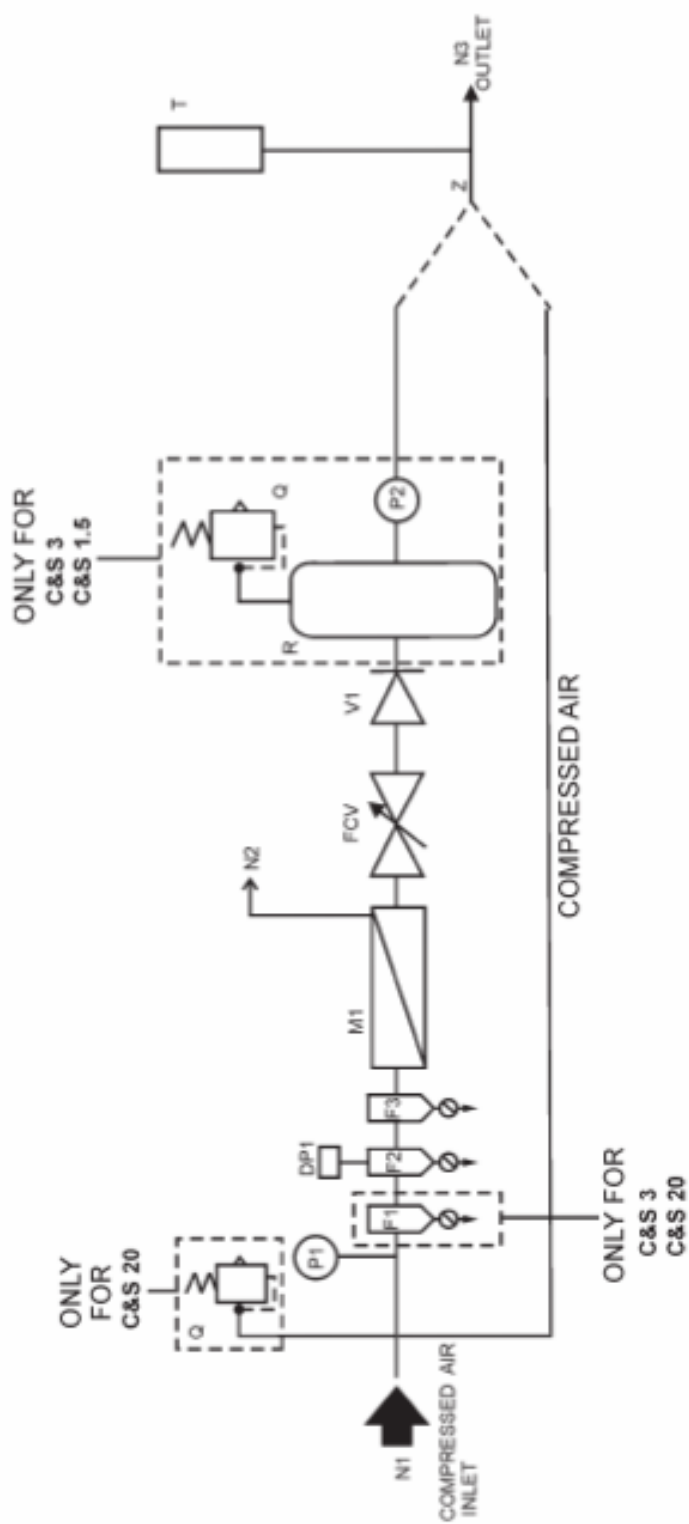 N1
COMPRESSED AIR
INLET
ONLY
FOR
C&S 20
Q
P1
F1
ONLY FOR
C&S 3
C&S 20
DP1
F2
F3
M1
N2
FCV
V1
ONLY FOR
C&S 3
C&S 1.5
R
Q
P2
COMPRESSED AIR
T
Z
N3
OUTLET